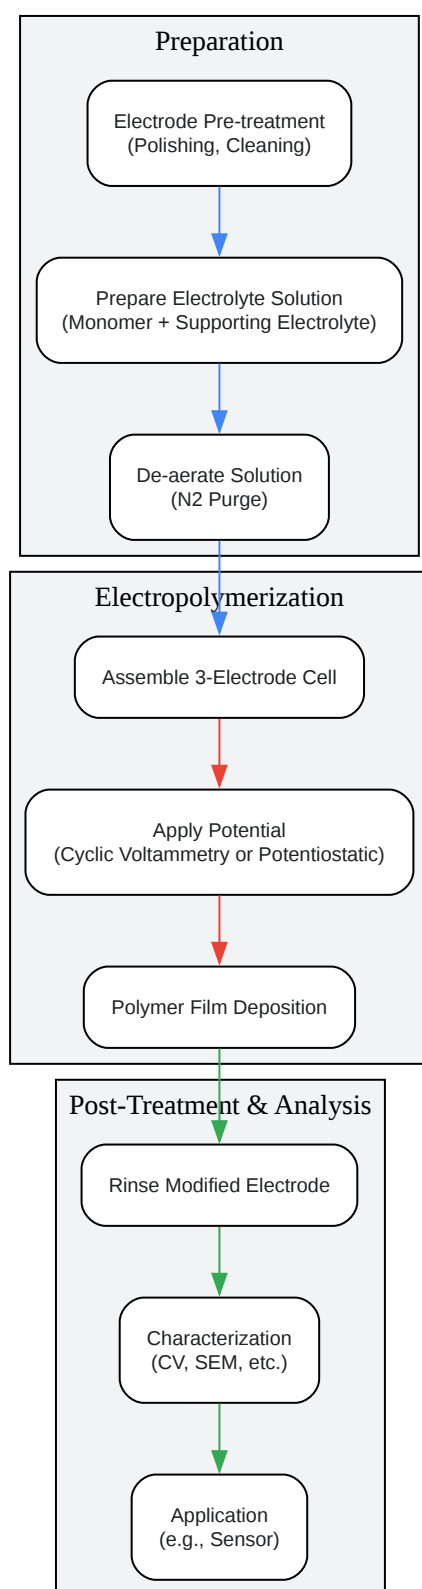 Preparation
Electrode Pre-treatment
(Polishing, Cleaning)
Prepare Electrolyte Solution
(Monomer + Supporting Electrolyte)
De-aerate Solution
(N2 Purge)
Electropolymerization
Assemble 3-Electrode Cell
Apply Potential
(Cyclic Voltammetry or Potentiostatic)
Polymer Film Deposition
Post-Treatment & Analysis
Rinse Modified Electrode
Characterization
(CV, SEM, etc.)
Application
(e.g., Sensor)